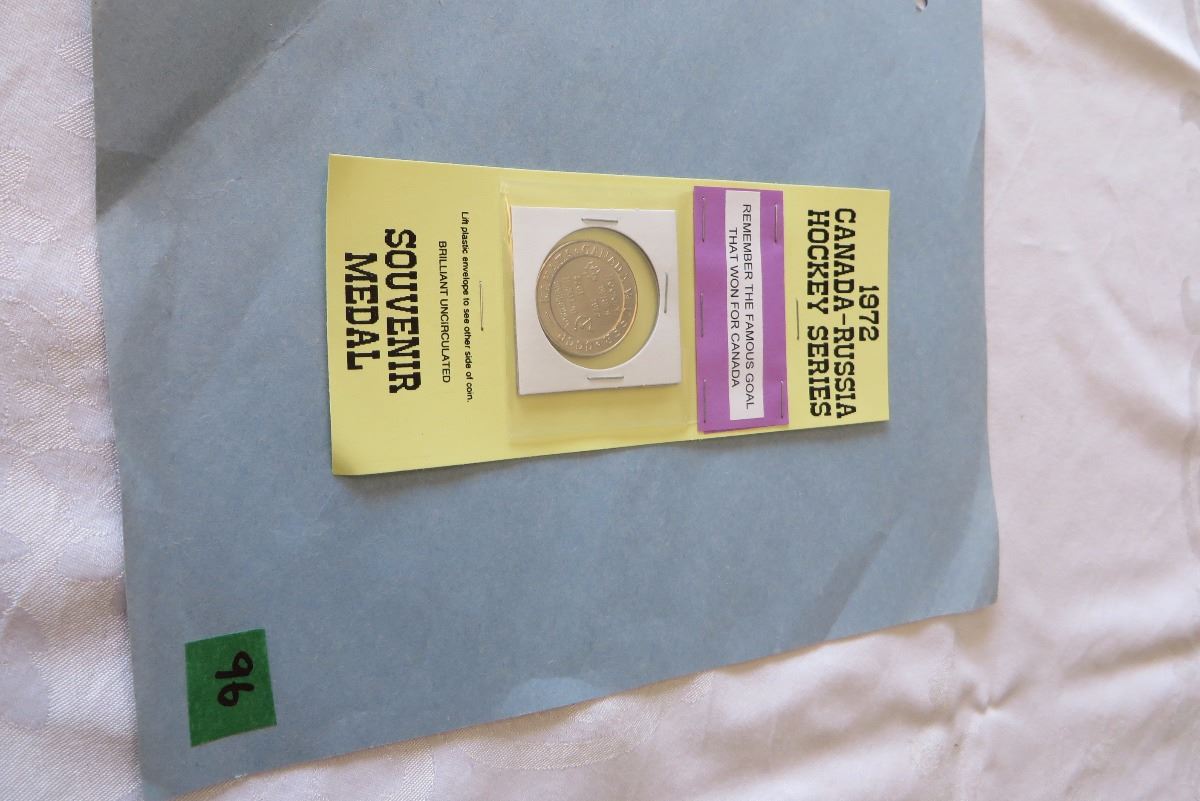 1972
CANADA-RUSSIA
HOCKEY SERIES
REMEMBER THE FAMOUS GOAL
THAT WON FOR CANADA
CANADA
Lift plastic envelope to see other side of coin.
BRILLIANT UNCIRCULATED
SOUVENIR
MEDAL
96